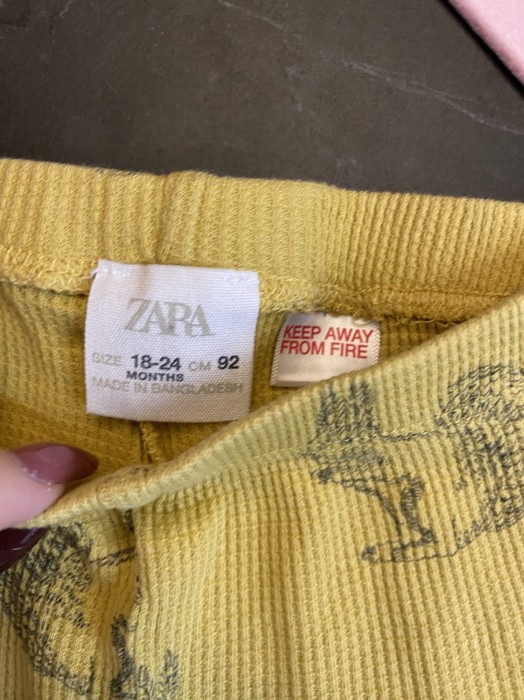 ZARA
SIZE 18-24 CM 92
MONTHS
MADE IN BANGLADESH
KEEP AWAY
FROM FIRE